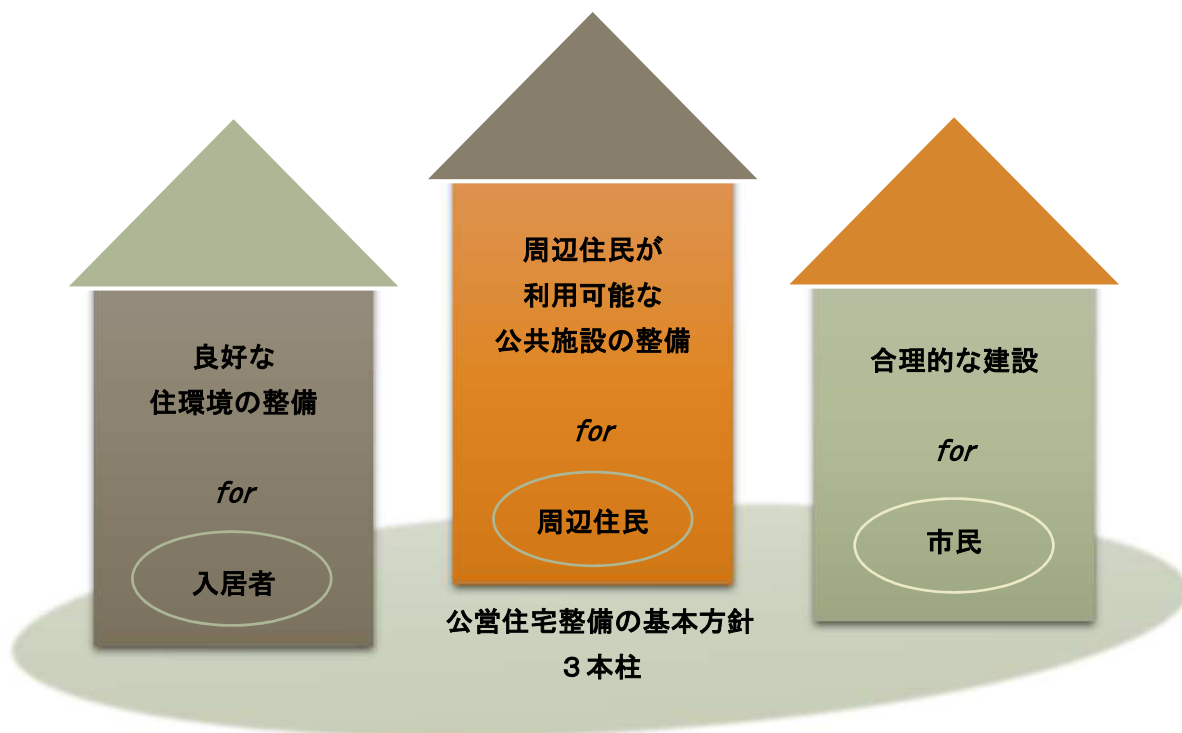 良好な
住環境の整備
for
入居者
周辺住民が
利用可能な
公共施設の整備
for
周辺住民
合理的な建設
for
市民
公営住宅整備の基本方針
３本柱